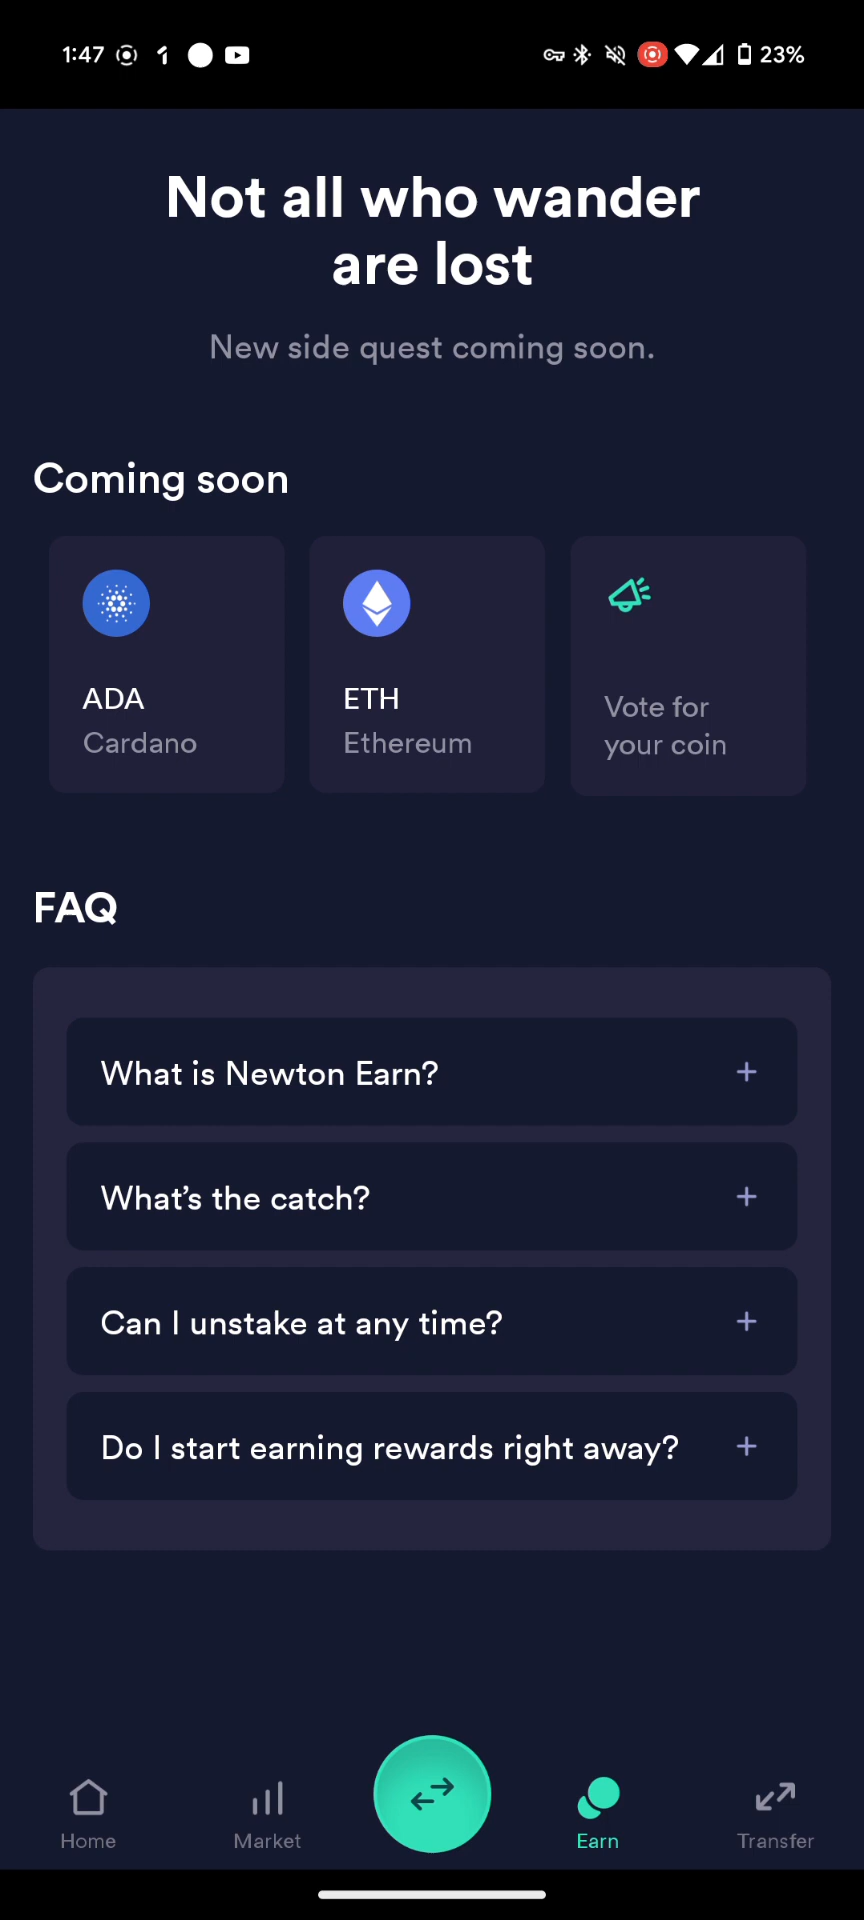 1:47
23%
Not all who wander
are lost
New side quest coming soon.
Coming soon
ADA
Cardano
ETH
Ethereum
Vote for
your coin
FAQ
What is Newton Earn?
What’s the catch?
Can I unstake at any time?
Do I start earning rewards right away?
Home
Market
Earn
Transfer